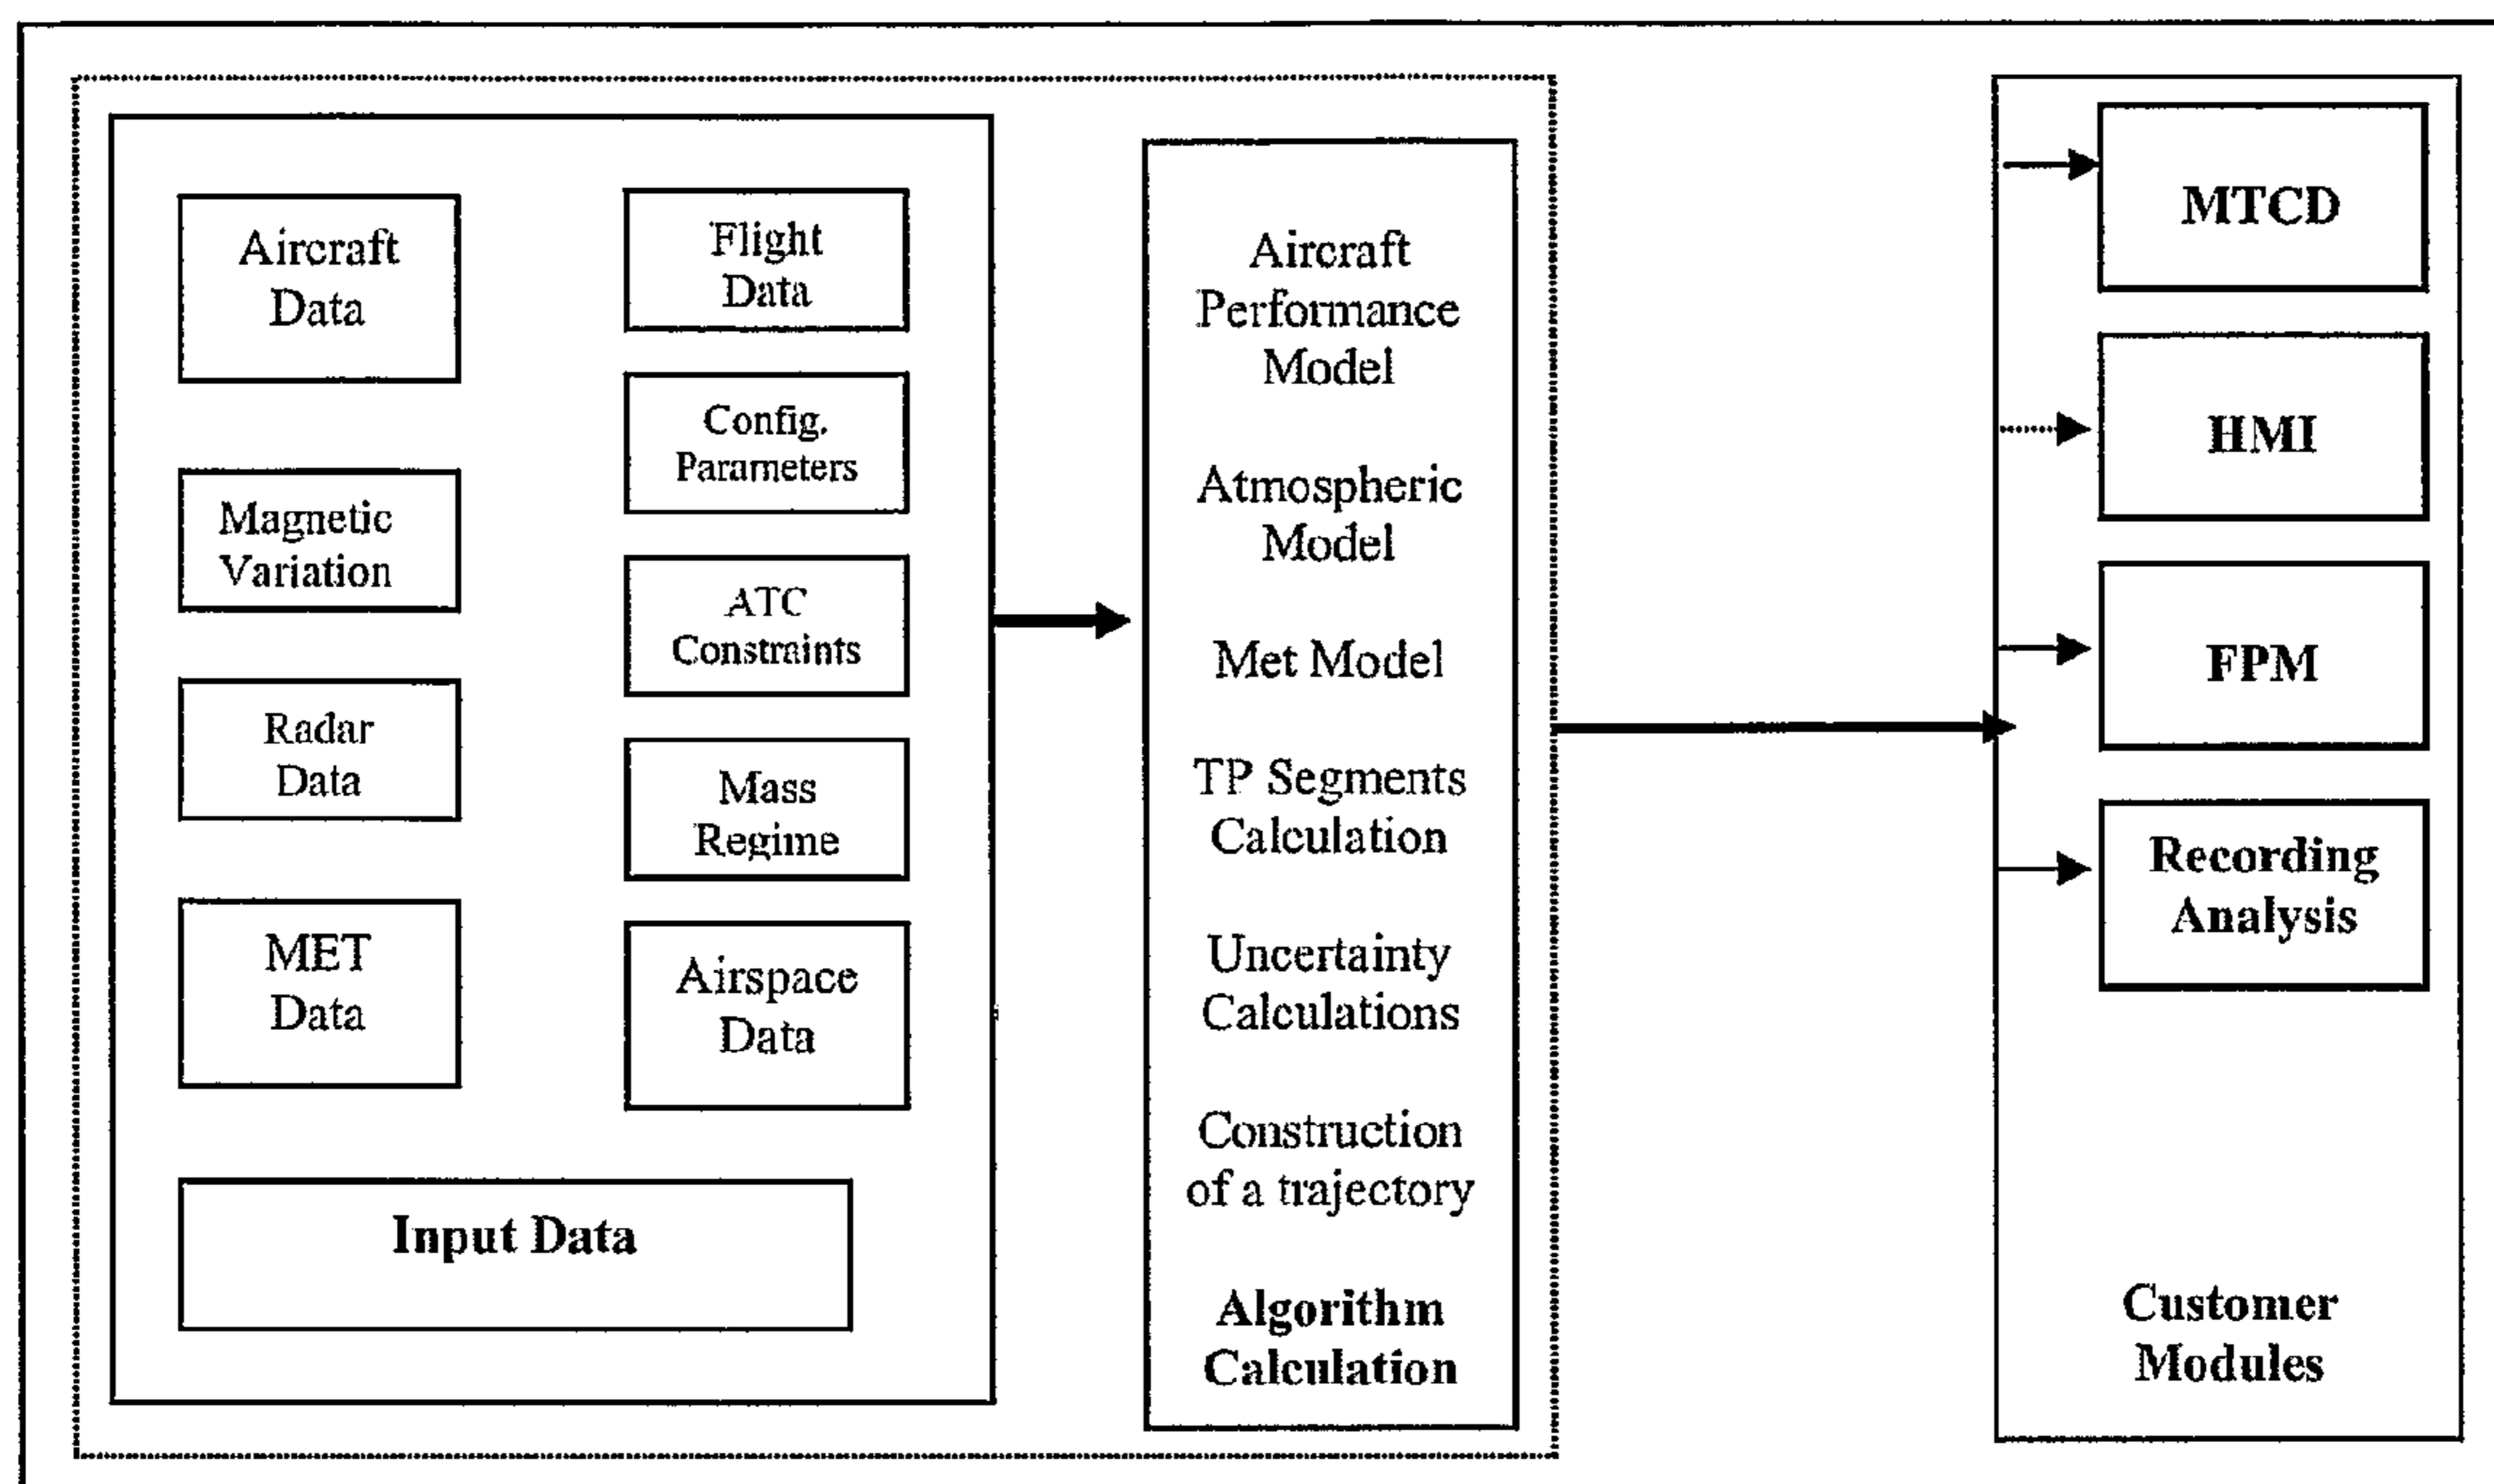 Aircraft
Data
Magnetic
Variation
Radar
Data
MET
Data
Flight
Data
Config.
Parameters
ATC
Constraints
Mass
Regime
Airspace
Data
Input Data
Aircraft
Performance
Model
Atmospheric
Model
Met Model
TP Segments
Calculation
Uncertainty
Calculations
Construction
of a trajectory
Algorithm
Calculation
MTCD
HMI
FPM
Recording
Analysis
Customer
Modules